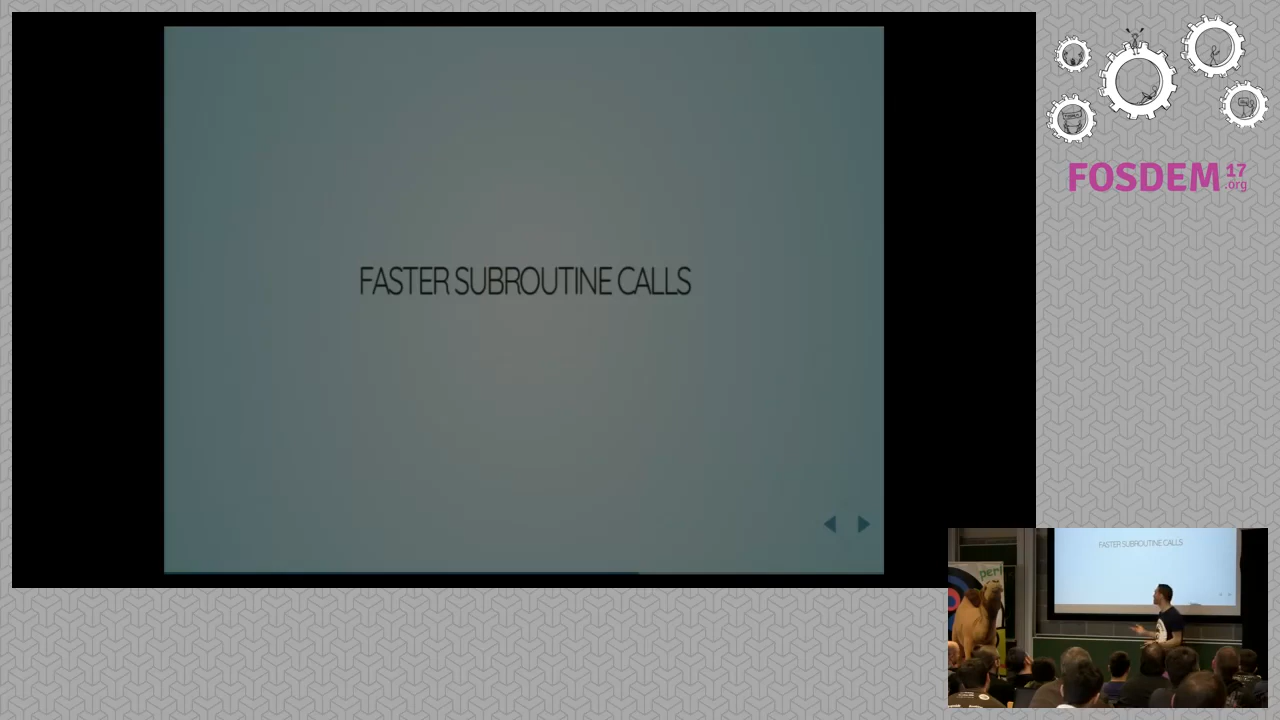 FASTER SUBROUTINE CALLS
FOSDEM 17
.org
perl
FASTER SUBROUTINE CALLS